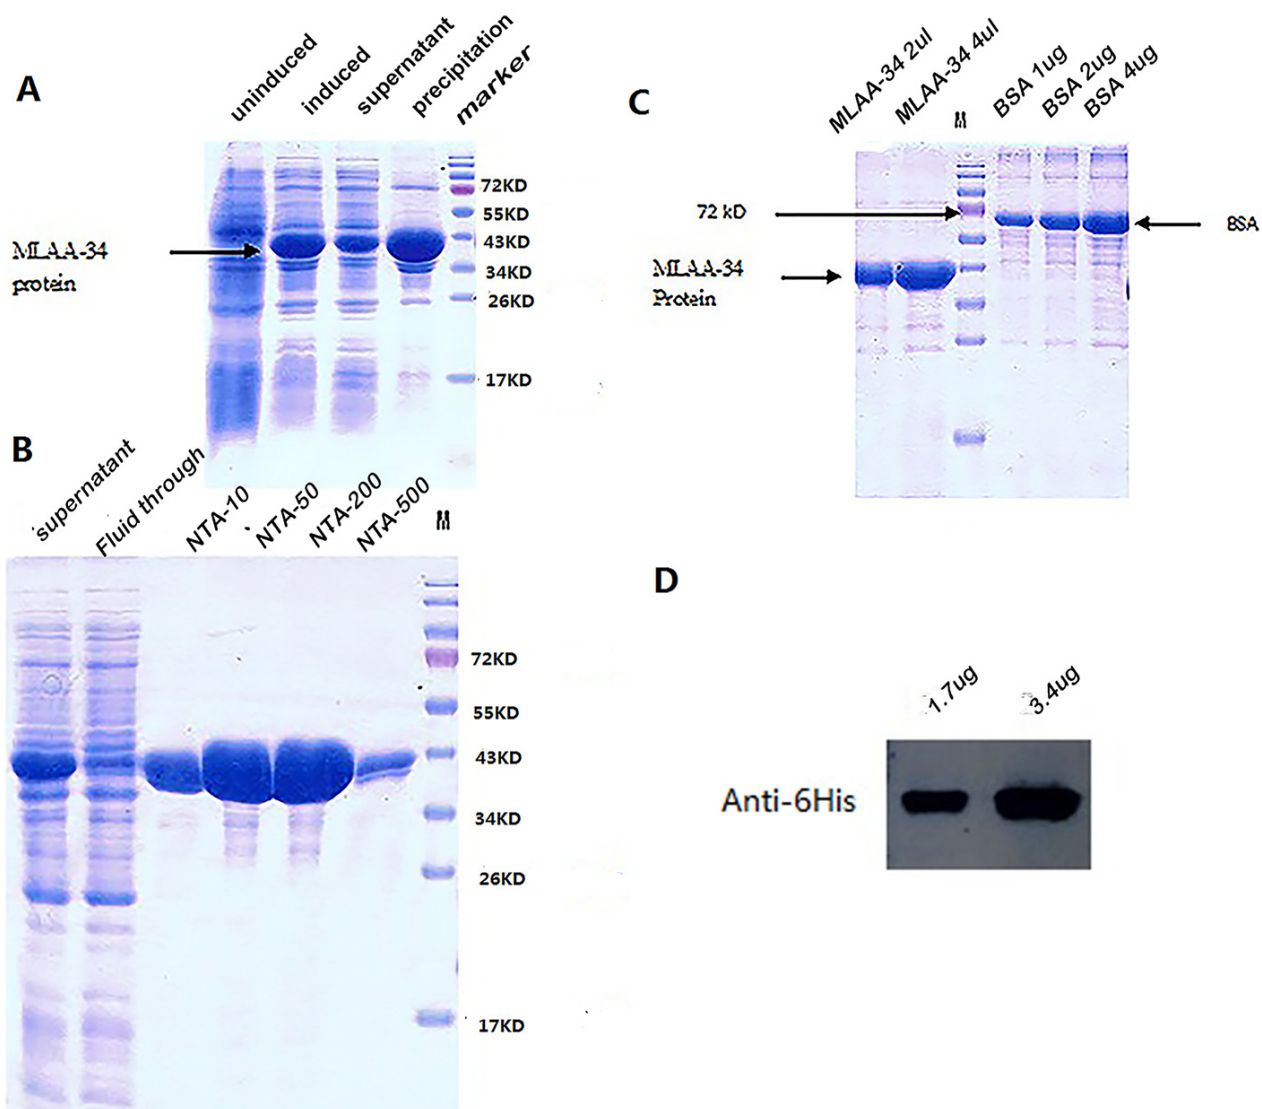 A
uninduced
induced
supernatant
precipitation
marker
72KD
55KD
43KD
34KD
26KD
17KD
MLAA-34
protein
B
supernatant
Fluid through
NTA-10
NTA-50
NTA-200
NTA-500
M
72KD
55KD
43KD
34KD
26KD
17KD
C
MLAA-34 2ul
MLAA-34 4ul
M
BSA 1ug
BSA 2ug
BSA 4ug
72 kD
MLAA-34
Protein
BSA
D
1.7ug
3.4ug
Anti-6His